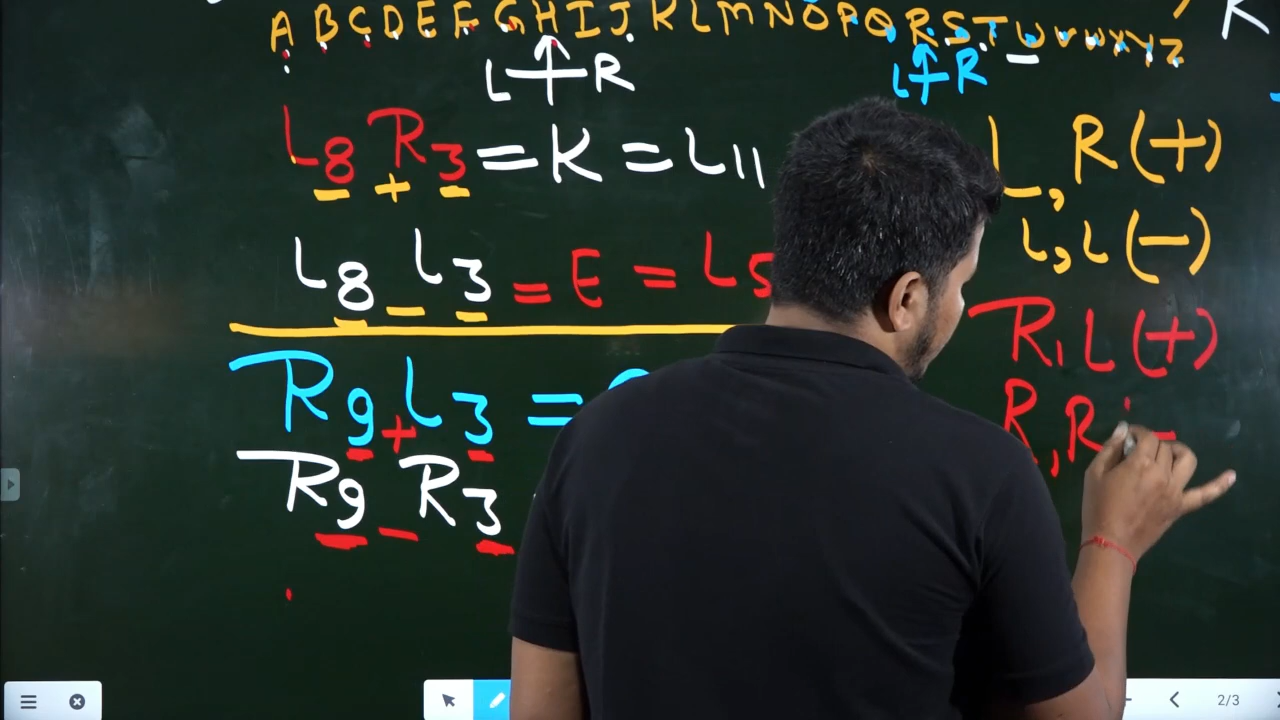 A B C D E F G H I J K L M N O P Q R S T U V W X Y Z
L R L R
L8 + R3 = K = L11 L, R (+)
L8 - L3 = E = L5 L, L (-)
R9 + L3 = R, L (+)
R9 - R3 R, R -
2/3